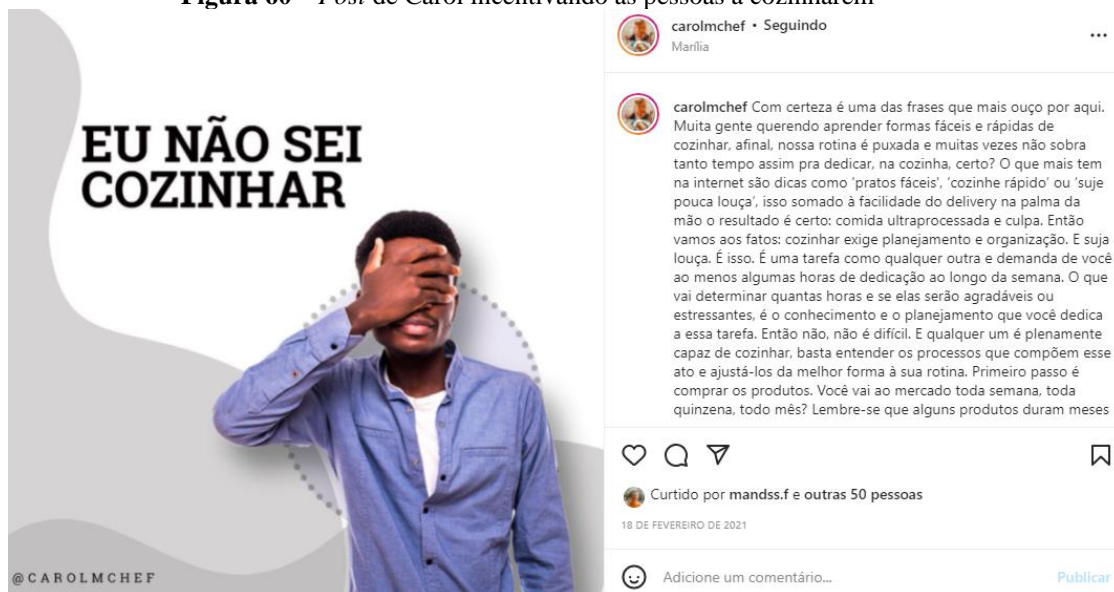 Figura 60 – Post de Carol incentivando as pessoas a cozinharem
EU NÃO SEI
COZINHAR
@CAROLMCHEF
carolmchef • Seguindo
Marília
carolmchef Com certeza é uma das frases que mais ouço por aqui.
Muita gente querendo aprender formas fáceis e rápidas de
cozinhar, afinal, nossa rotina é puxada e muitas vezes não sobra
tanto tempo assim pra dedicar, na cozinha, certo? O que mais tem
na internet são dicas como 'pratos fáceis', 'cozinhe rápido' ou 'suje
pouca louça', isso somado à facilidade do delivery na palma da
mão o resultado é certo: comida ultraprocessada e culpa. Então
vamos aos fatos: cozinhar exige planejamento e organização. E suja
louça. É isso. É uma tarefa como qualquer outra e demanda de você
ao menos algumas horas de dedicação ao longo da semana. O que
vai determinar quantas horas e se elas serão agradáveis ou
estressantes, é o conhecimento e o planejamento que você dedica
a essa tarefa. Então não, não é difícil. E qualquer um é plenamente
capaz de cozinhar, basta entender os processos que compõem esse
ato e ajustá-los da melhor forma à sua rotina. Primeiro passo é
comprar os produtos. Você vai ao mercado toda semana, toda
quinzena, todo mês? Lembre-se que alguns produtos duram meses
Curtido por mandss.f e outras 50 pessoas
18 DE FEVEREIRO DE 2021
Adicione um comentário...
Publicar